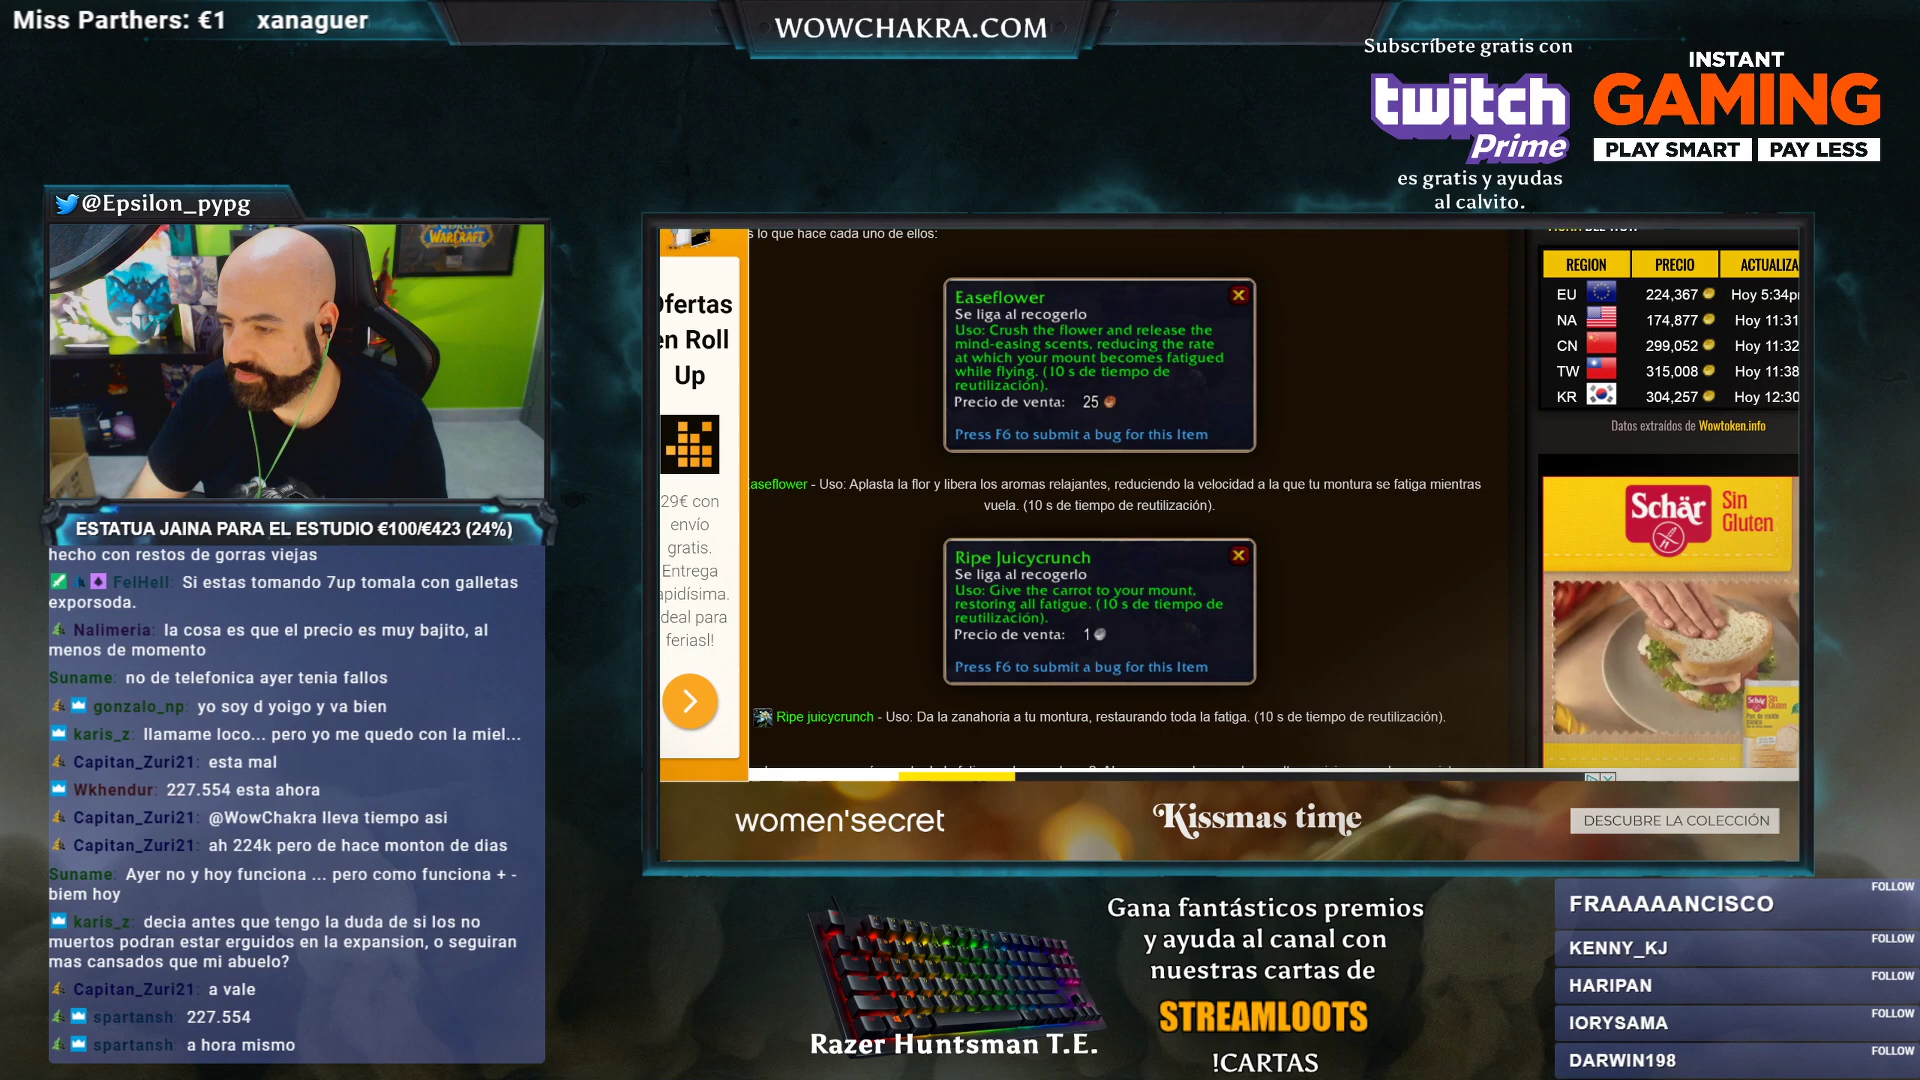 Miss Parthers: €1 xanaguer
WOWCHAKRA.COM
Subscríbete gratis con
twitch
Prime
es gratis y ayudas
al calvito.
INSTANT
GAMING
PLAY SMART PAY LESS
@Epsilon_pypg
WORLD
WARCRAFT
ESTATUA JAINA PARA EL ESTUDIO €100/€423 (24%)
hecho con restos de gorras viejas
FelHell: Si estas tomando 7up tomala con galletas
exporsoda.
Nalimeria: la cosa es que el precio es muy bajito, al
menos de momento
Suname: no de telefonica ayer tenia fallos
gonzalo_np: yo soy d yoigo y va bien
karis_z: llamame loco... pero yo me quedo con la miel...
Capitan_Zuri21: esta mal
Wkhendur: 227.554 esta ahora
Capitan_Zuri21: @WowChakra lleva tiempo asi
Capitan_Zuri21: ah 224k pero de hace monton de dias
Suname: Ayer no y hoy funciona ... pero como funciona + -
biem hoy
karis_z: decia antes que tengo la duda de si los no
muertos podran estar erguidos en la expansion, o seguiran
mas cansados que mi abuelo?
Capitan_Zuri21: a vale
spartansh: 227.554
spartansh: a hora mismo
Ofertas
en Roll
Up
29€ con
envío
gratis.
Entrega
apidísima.
deal para
ferias!
s lo que hace cada uno de ellos:
Easeflower
Se liga al recogerlo
Uso: Crush the flower and release the
mind-easing scents, reducing the rate
at which your mount becomes fatigued
while flying. (10 s de tiempo de
reutilización).
Precio de venta: 25
Press F6 to submit a bug for this Item
aseflower - Uso: Aplasta la flor y libera los aromas relajantes, reduciendo la velocidad a la que tu montura se fatiga mientras
vuela. (10 s de tiempo de reutilización).
Ripe Juicycrunch
Se liga al recogerlo
Uso: Give the carrot to your mount,
restoring all fatigue. (10 s de tiempo de
reutilización).
Precio de venta: 1
Press F6 to submit a bug for this Item
Ripe juicycrunch - Uso: Da la zanahoria a tu montura, restaurando toda la fatiga. (10 s de tiempo de reutilización).
REGION PRECIO ACTUALIZA
EU 224,367 Hoy 5:34p
NA 174,877 Hoy 11:31
CN 299,052 Hoy 11:32
TW 315,008 Hoy 11:38
KR 304,257 Hoy 12:30
Datos extraídos de Wowtoken.info
Schär
Sin
Gluten
women'secret
Kissmas time
DESCUBRE LA COLECCIÓN
Razer Huntsman T.E.
Gana fantásticos premios
y ayuda al canal con
nuestras cartas de
STREAMLOOTS
!CARTAS
FRAAAAANCISCO FOLLOW
KENNY_KJ FOLLOW
HARIPAN FOLLOW
IORYSAMA FOLLOW
DARWIN198 FOLLOW